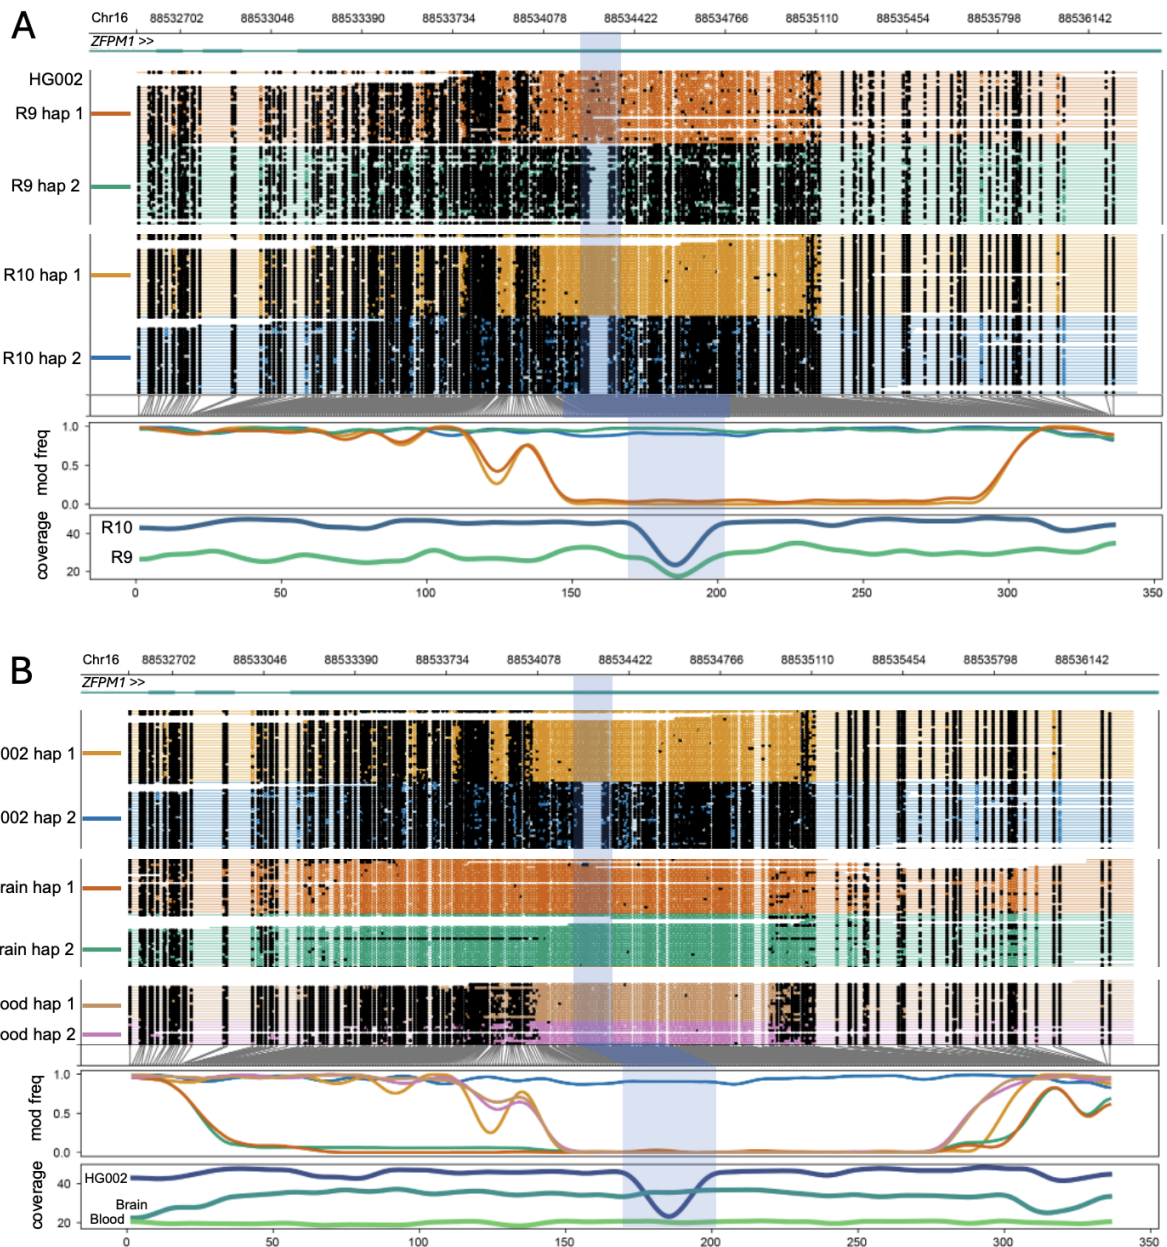 A
Chr16 88532702 88533046 88533390 88533734 88534078 88534422 88534766 88535110 88535454 88535798 88536142
ZFPM1 >>
HG002
R9 hap 1
R9 hap 2
R10 hap 1
R10 hap 2
mod freq
1.0
0.5
0.0
coverage
R10
R9
40
20
0 50 100 150 200 250 300 350
B
Chr16 88532702 88533046 88533390 88533734 88534078 88534422 88534766 88535110 88535454 88535798 88536142
ZFPM1 >>
002 hap 1
002 hap 2
rain hap 1
rain hap 2
ood hap 1
ood hap 2
mod freq
1.0
0.5
0.0
coverage
HG002
Brain
Blood
40
20
0 50 100 150 200 250 300 350